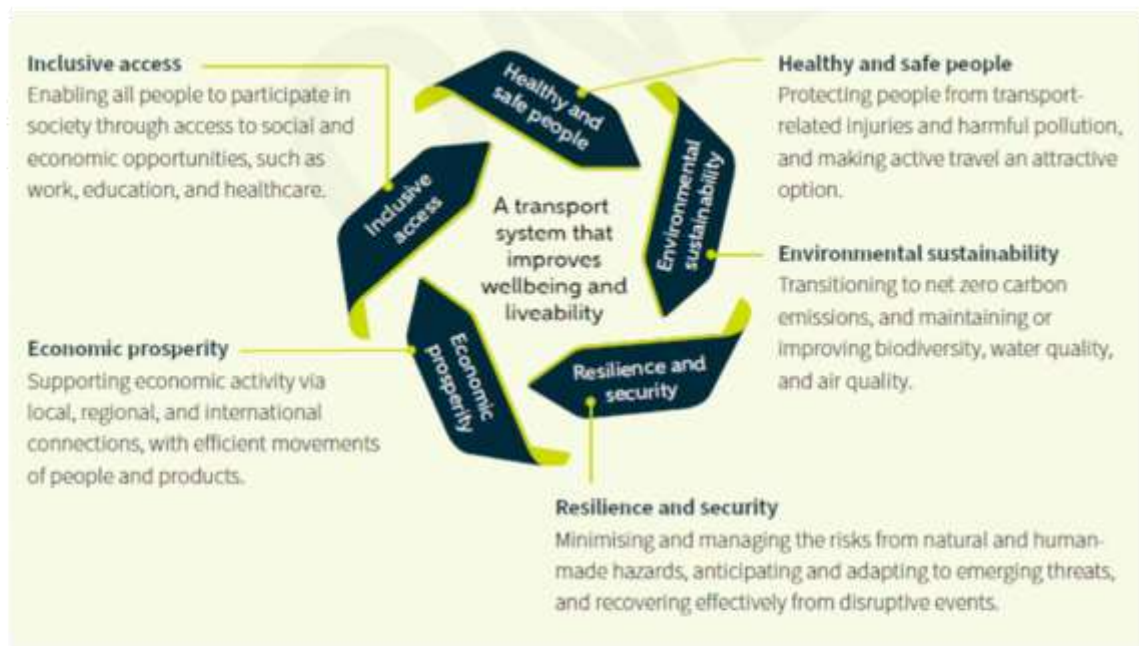 Inclusive access
Enabling all people to participate in
society through access to social and
economic opportunities, such as
work, education, and healthcare.
Economic prosperity
Supporting economic activity via
local, regional, and international
connections, with efficient movements
of people and products.
Healthy and
safe people
Environmental
sustainability
Resilience and
security
Economic
prosperity
Inclusive
access
A transport
system that
improves
wellbeing and
liveability
Healthy and safe people
Protecting people from transport-
related injuries and harmful pollution,
and making active travel an attractive
option.
Environmental sustainability
Transitioning to net zero carbon
emissions, and maintaining or
improving biodiversity, water quality,
and air quality.
Resilience and security
Minimising and managing the risks from natural and human-
made hazards, anticipating and adapting to emerging threats,
and recovering effectively from disruptive events.